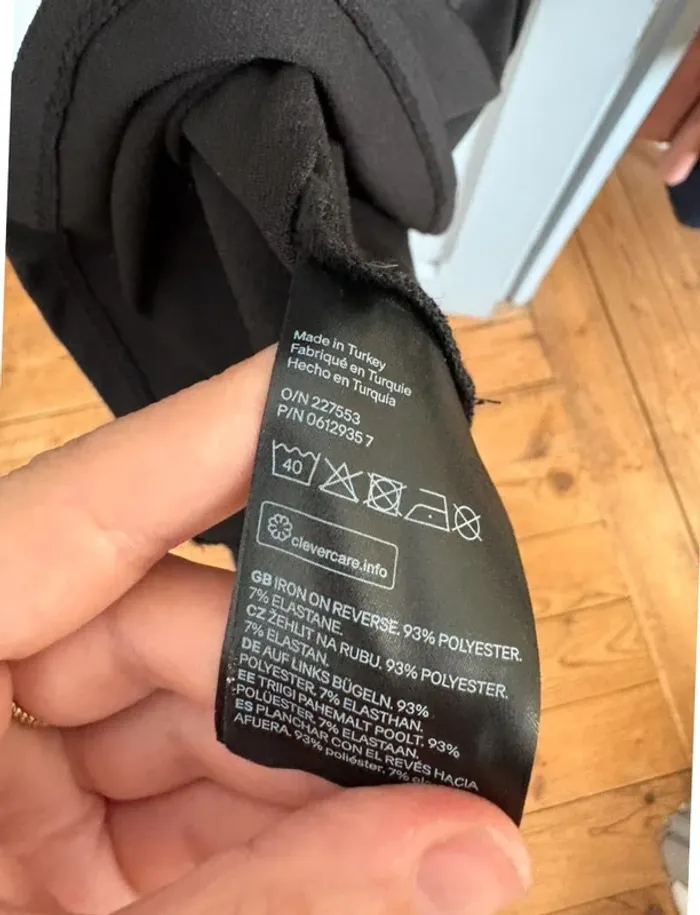 Made in Turkey
Fabriqué en Turquie
Hecho en Turquia
O/N 227553
P/N 0612935 7
40
clevercare.info
GB IRON ON REVERSE. 93% POLYESTER.
7% ELASTANE.
CZ ŽEHLIT NA RUBU. 93% POLYESTER.
7% ELASTAN.
DE AUF LINKS BÜGELN. 93%
POLYESTER. 7% ELASTHAN.
EE TRIIGI PAHEMALT POOLT. 93%
POLÜESTER. 7% ELASTAAN.
ES PLANCHAR CON EL REVÉS HACIA
AFUERA. 93% poliéster. 7%